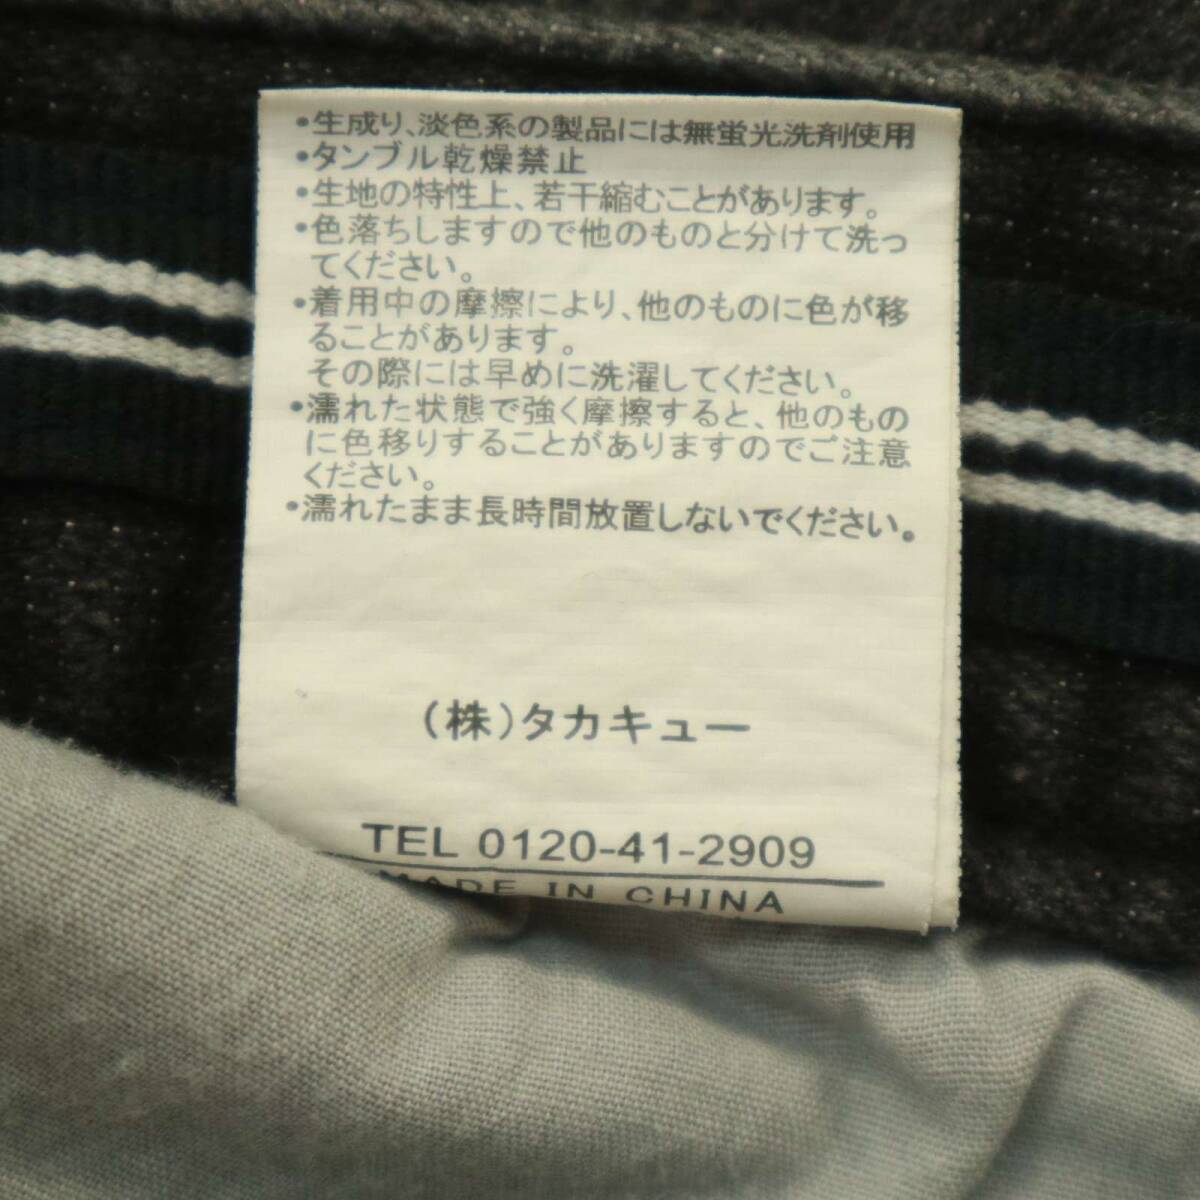 ・生成り、淡色系の製品には無蛍光洗剤使用
・タンブル乾燥禁止
・生地の特性上、若干縮むことがあります。
・色落ちしますので他のものと分けて洗っ
てください。
・着用中の摩擦により、他のものに色が移
ることがあります。
その際には早めに洗濯してください。
・濡れた状態で強く摩擦すると、他のもの
に色移りすることがありますのでご注意
ください。
・濡れたまま長時間放置しないでください。
(株)タカキュー
TEL 0120-41-2909
MADE IN CHINA